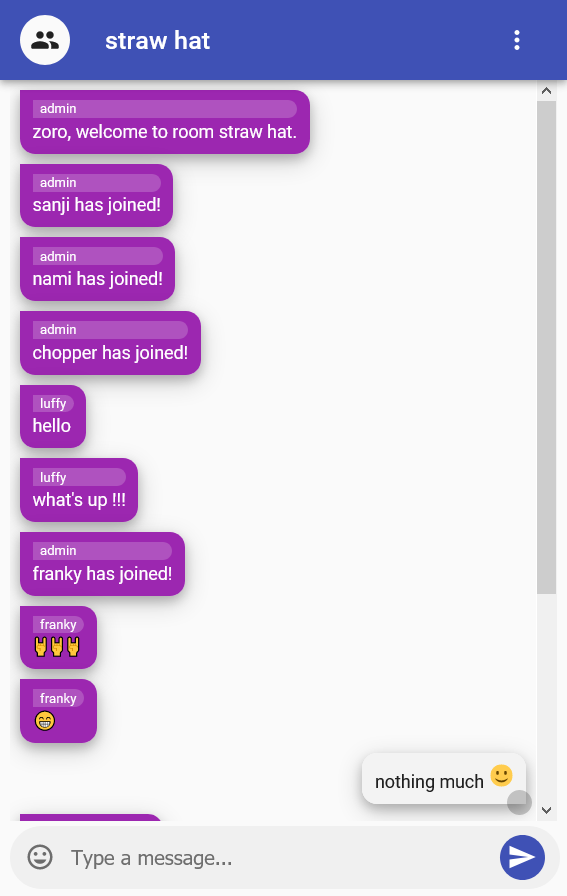 straw hat
admin
zoro, welcome to room straw hat.
admin
sanji has joined!
admin
nami has joined!
admin
chopper has joined!
luffy
hello
luffy
what's up !!!
admin
franky has joined!
franky
🤘🤘🤘
franky
😁
nothing much 🙂
Type a message...